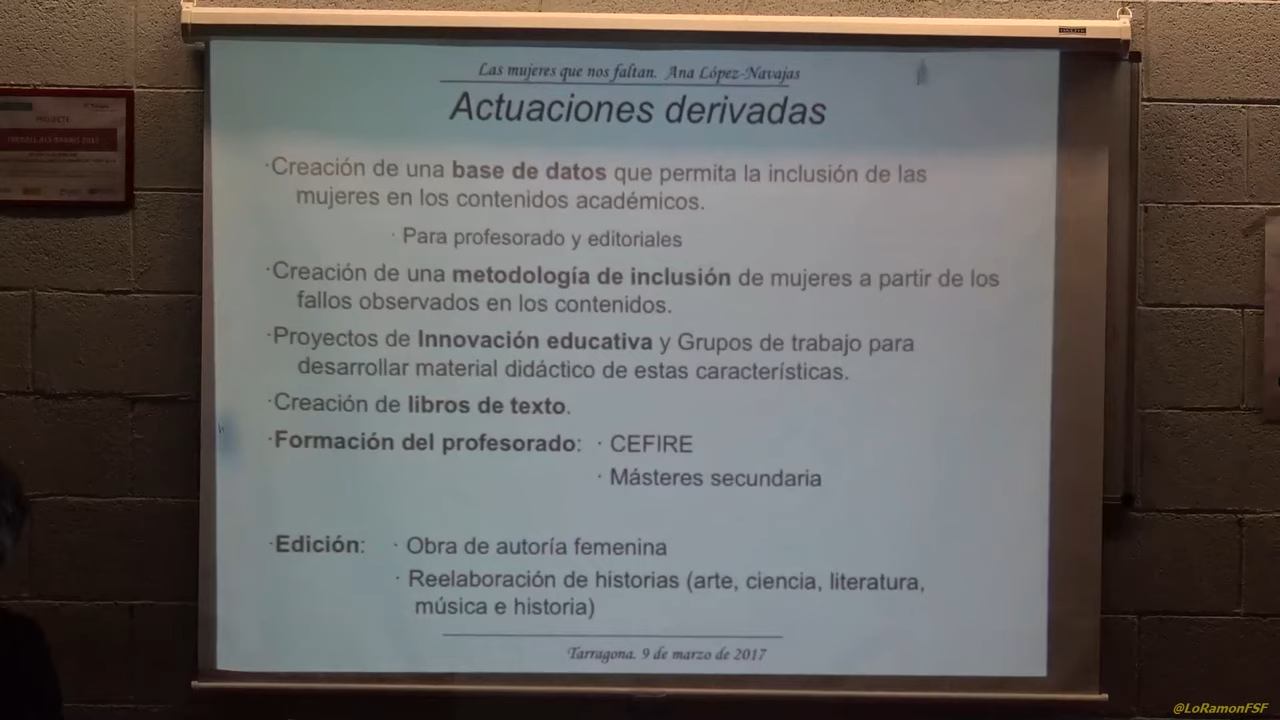 Las mujeres que nos faltan. Ana López-Navajas
Actuaciones derivadas
·Creación de una base de datos que permita la inclusión de las
mujeres en los contenidos académicos.
· Para profesorado y editoriales
·Creación de una metodología de inclusión de mujeres a partir de los
fallos observados en los contenidos.
·Proyectos de Innovación educativa y Grupos de trabajo para
desarrollar material didáctico de estas características.
·Creación de libros de texto.
·Formación del profesorado: · CEFIRE
· Másteres secundaria
·Edición: · Obra de autoría femenina
· Reelaboración de historias (arte, ciencia, literatura,
música e historia)
Tarragona. 9 de marzo de 2017
PROJECTE
@LoRamonFSF